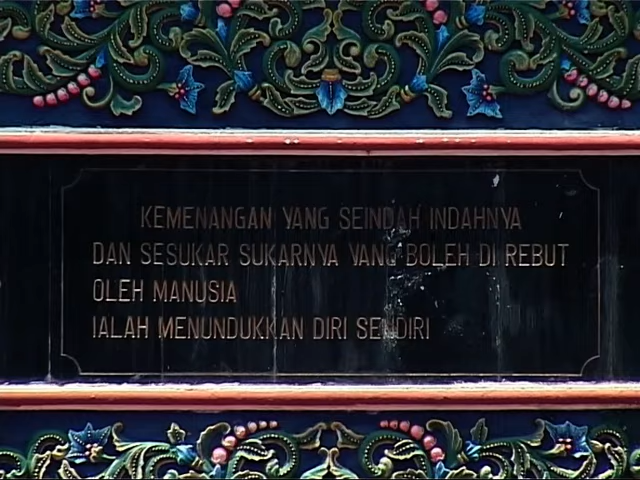 KEMENANGAN YANG SEINDAH INDAHNYA
DAN SESUKAR SUKARNYA YANG BOLEH DI REBUT
OLEH MANUSIA
IALAH MENUNDUKKAN DIRI SENDIRI